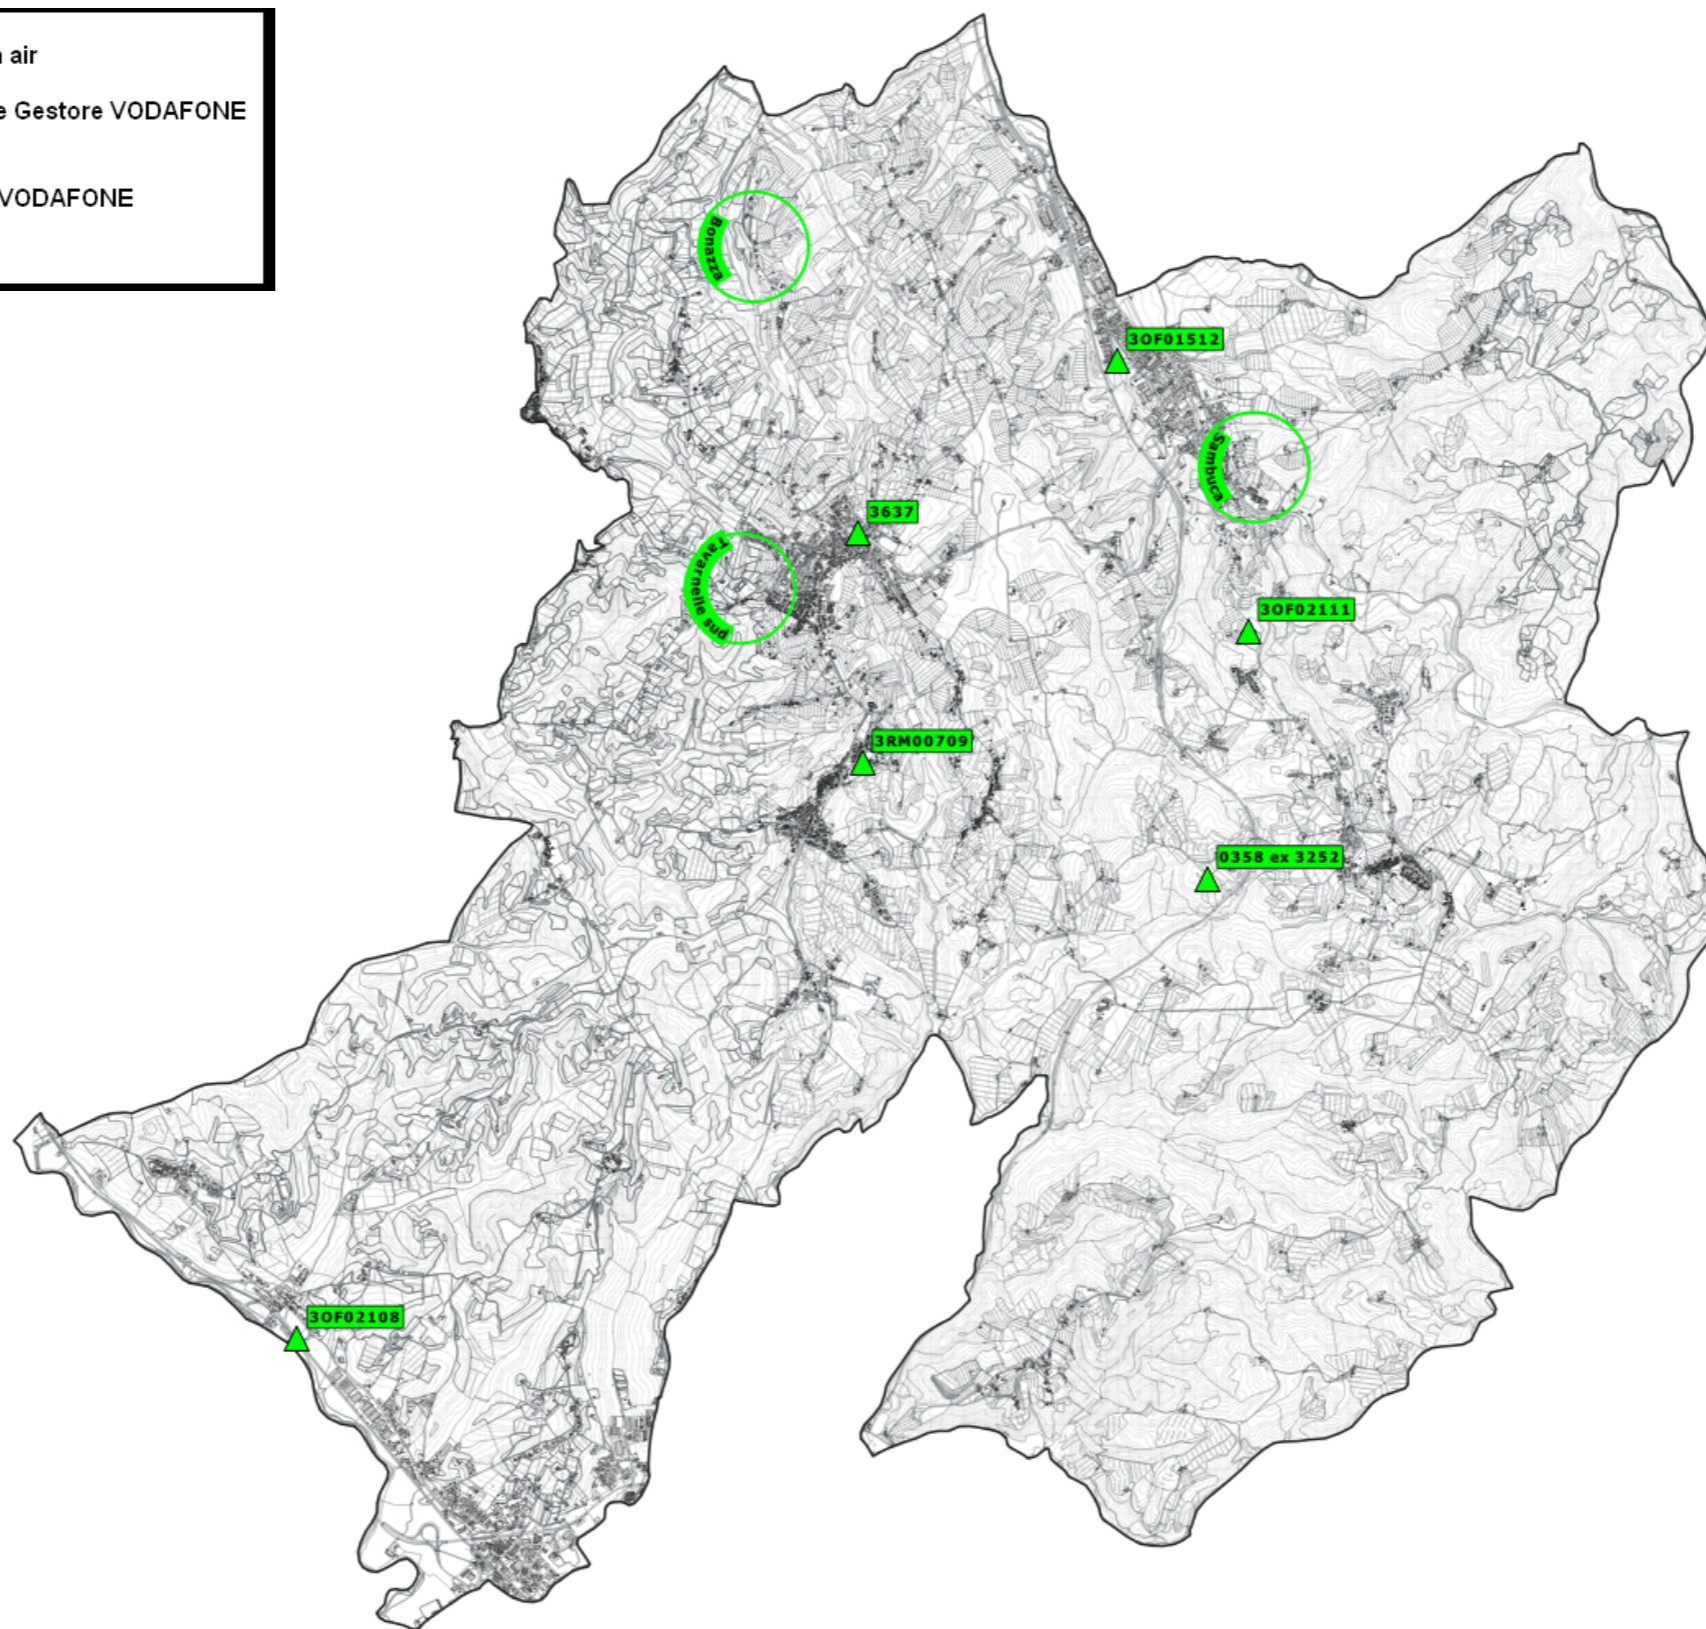 air
e Gestore VODAFONE
VODAFONE
Bonazza
3OF01512
Sambuca
3637
Tavarnelle sud
3OF02111
3RM00709
0358 ex 3252
3OF02108